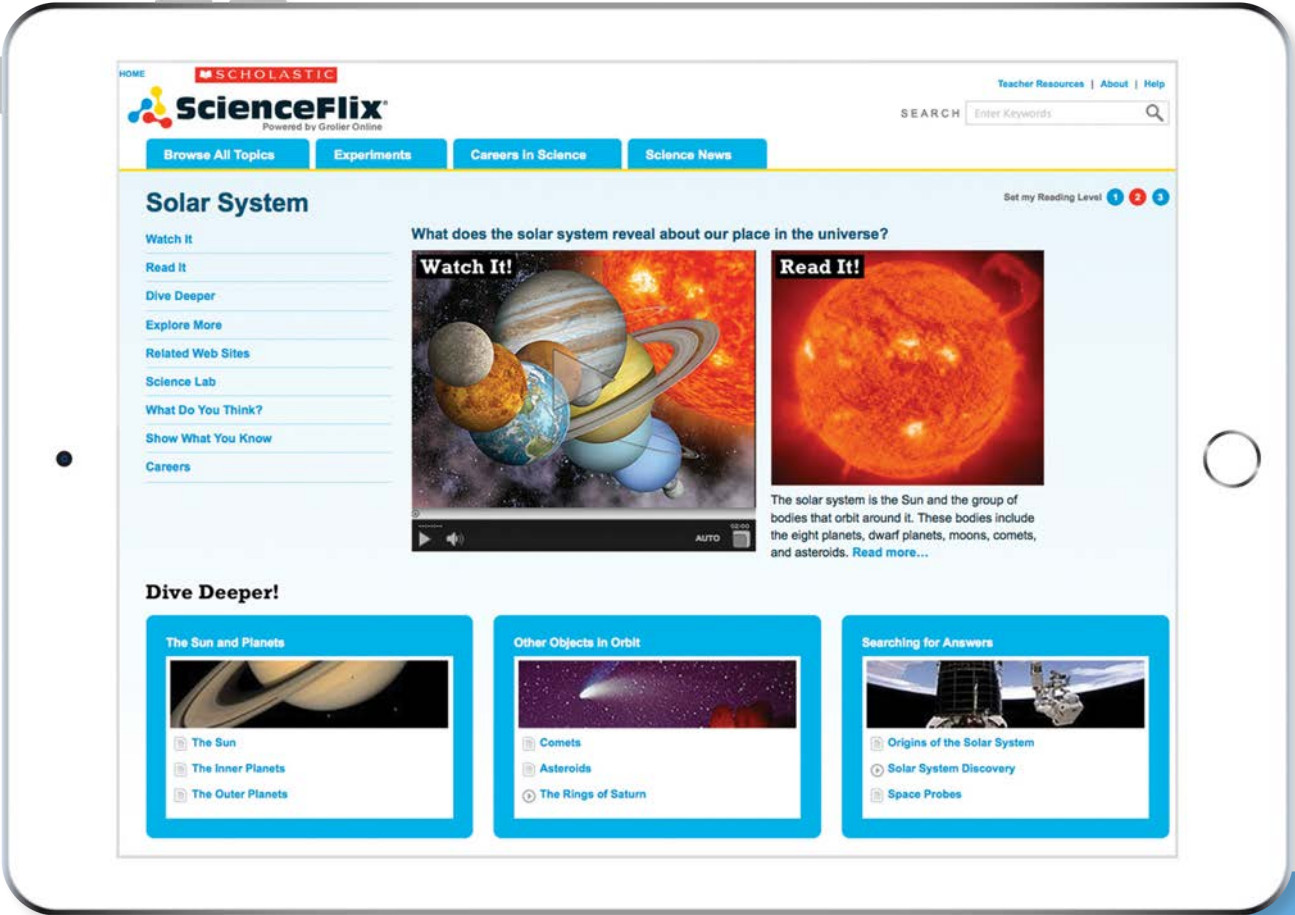 HOME
SCHOLASTIC
ScienceFlix®
Powered by Grolier Online
Teacher Resources | About | Help
SEARCH Enter Keywords
Browse All Topics Experiments Careers in Science Science News
Solar System
Set my Reading Level 1 2 3
Watch It
Read It
Dive Deeper
Explore More
Related Web Sites
Science Lab
What Do You Think?
Show What You Know
Careers
What does the solar system reveal about our place in the universe?
Watch It!
AUTO
02:00
Read It!
The solar system is the Sun and the group of
bodies that orbit around it. These bodies include
the eight planets, dwarf planets, moons, comets,
and asteroids. Read more...
Dive Deeper!
The Sun and Planets
The Sun
The Inner Planets
The Outer Planets
Other Objects in Orbit
Comets
Asteroids
The Rings of Saturn
Searching for Answers
Origins of the Solar System
Solar System Discovery
Space Probes